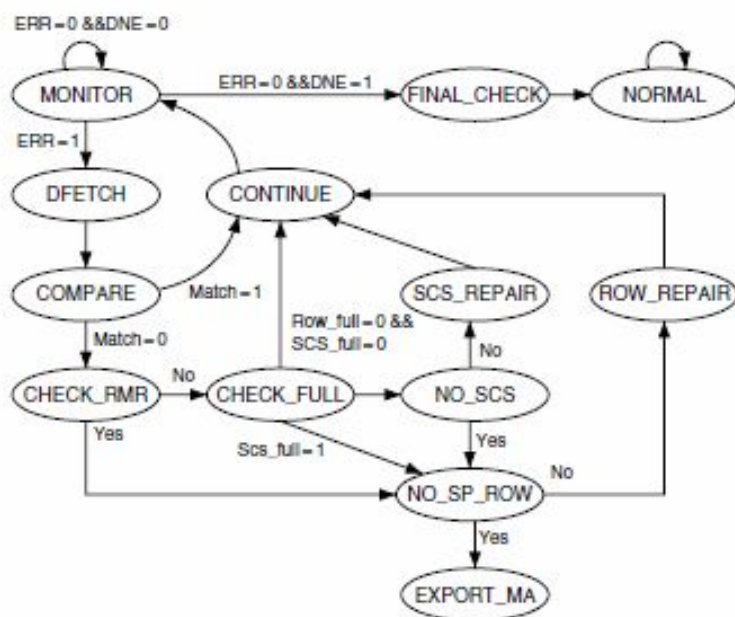 ERR=0 &&DNE=0
MONITOR
ERR=0 &&DNE=1
FINAL_CHECK
NORMAL
ERR=1
DFETCH
CONTINUE
COMPARE
Match=1
SCS_REPAIR
ROW_REPAIR
Row_full=0 &&
SCS_full=0
Match=0
No
No
CHECK_RMR
CHECK_FULL
NO_SCS
Yes
Scs_full=1
Yes
NO_SP_ROW
No
Yes
EXPORT_MA